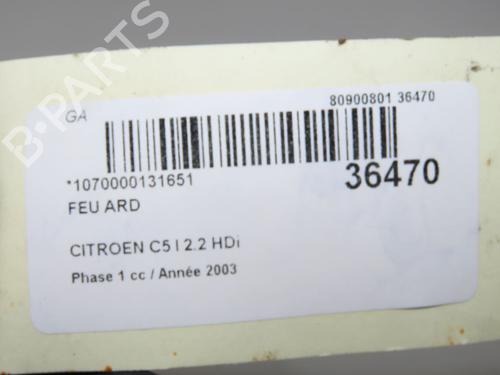 GA
80900801 36470
*1070000131651
36470
FEU ARD
CITROEN C5 I 2.2 HDi
Phase 1 cc / Année 2003
B-PARTS